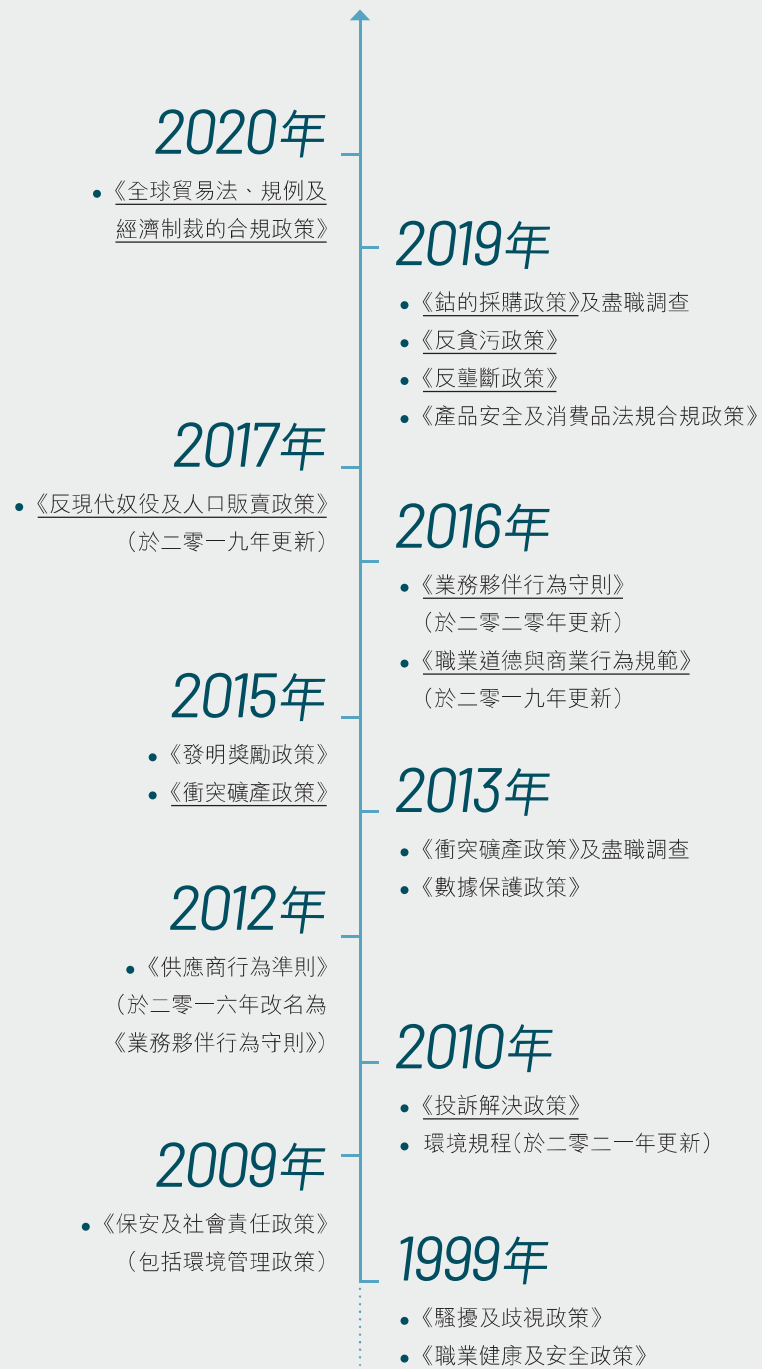 2020年
• 《全球貿易法、規例及
經濟制裁的合規政策》
2019年
• 《鈷的採購政策》及盡職調查
• 《反貪污政策》
• 《反壟斷政策》
• 《產品安全及消費品法規合規政策》
2017年
• 《反現代奴役及人口販賣政策》
（於二零一九年更新）
2016年
• 《業務夥伴行為守則》
（於二零二零年更新）
• 《職業道德與商業行為規範》
（於二零一九年更新）
2015年
• 《發明獎勵政策》
• 《衝突礦產政策》
2013年
• 《衝突礦產政策》及盡職調查
• 《數據保護政策》
2012年
• 《供應商行為準則》
（於二零一六年改名為
《業務夥伴行為守則》）
2010年
• 《投訴解決政策》
• 環境規程（於二零二一年更新）
2009年
• 《保安及社會責任政策》
（包括環境管理政策）
1999年
• 《騷擾及歧視政策》
• 《職業健康及安全政策》